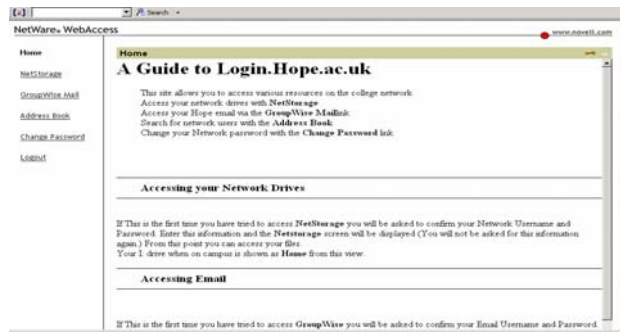 Search
NetWare® WebAccess
www.novell.com
Home
NetStorage
GroupWise Mail
Address Book
Change Password
Logout
Home
A Guide to Login.Hope.ac.uk
This site allows you to access various resources on the college network
Access your network drives with NetStorage
Access your Hope email via the GroupWise Maillink
Search for network users with the Address Book
Change your Network password with the Change Password link
Accessing your Network Drives
If This is the first time you have tried to access NetStorage you will be asked to confirm your Network Username and
Password. Enter this information and the Netstorage screen will be displayed (You will not be asked for this information
again.) From this point you can access your files.
Your I: drive when on campus is shown as Home from this view.
Accessing Email
If This is the first time you have tried to access GroupWise you will be asked to confirm your Email Username and Password.